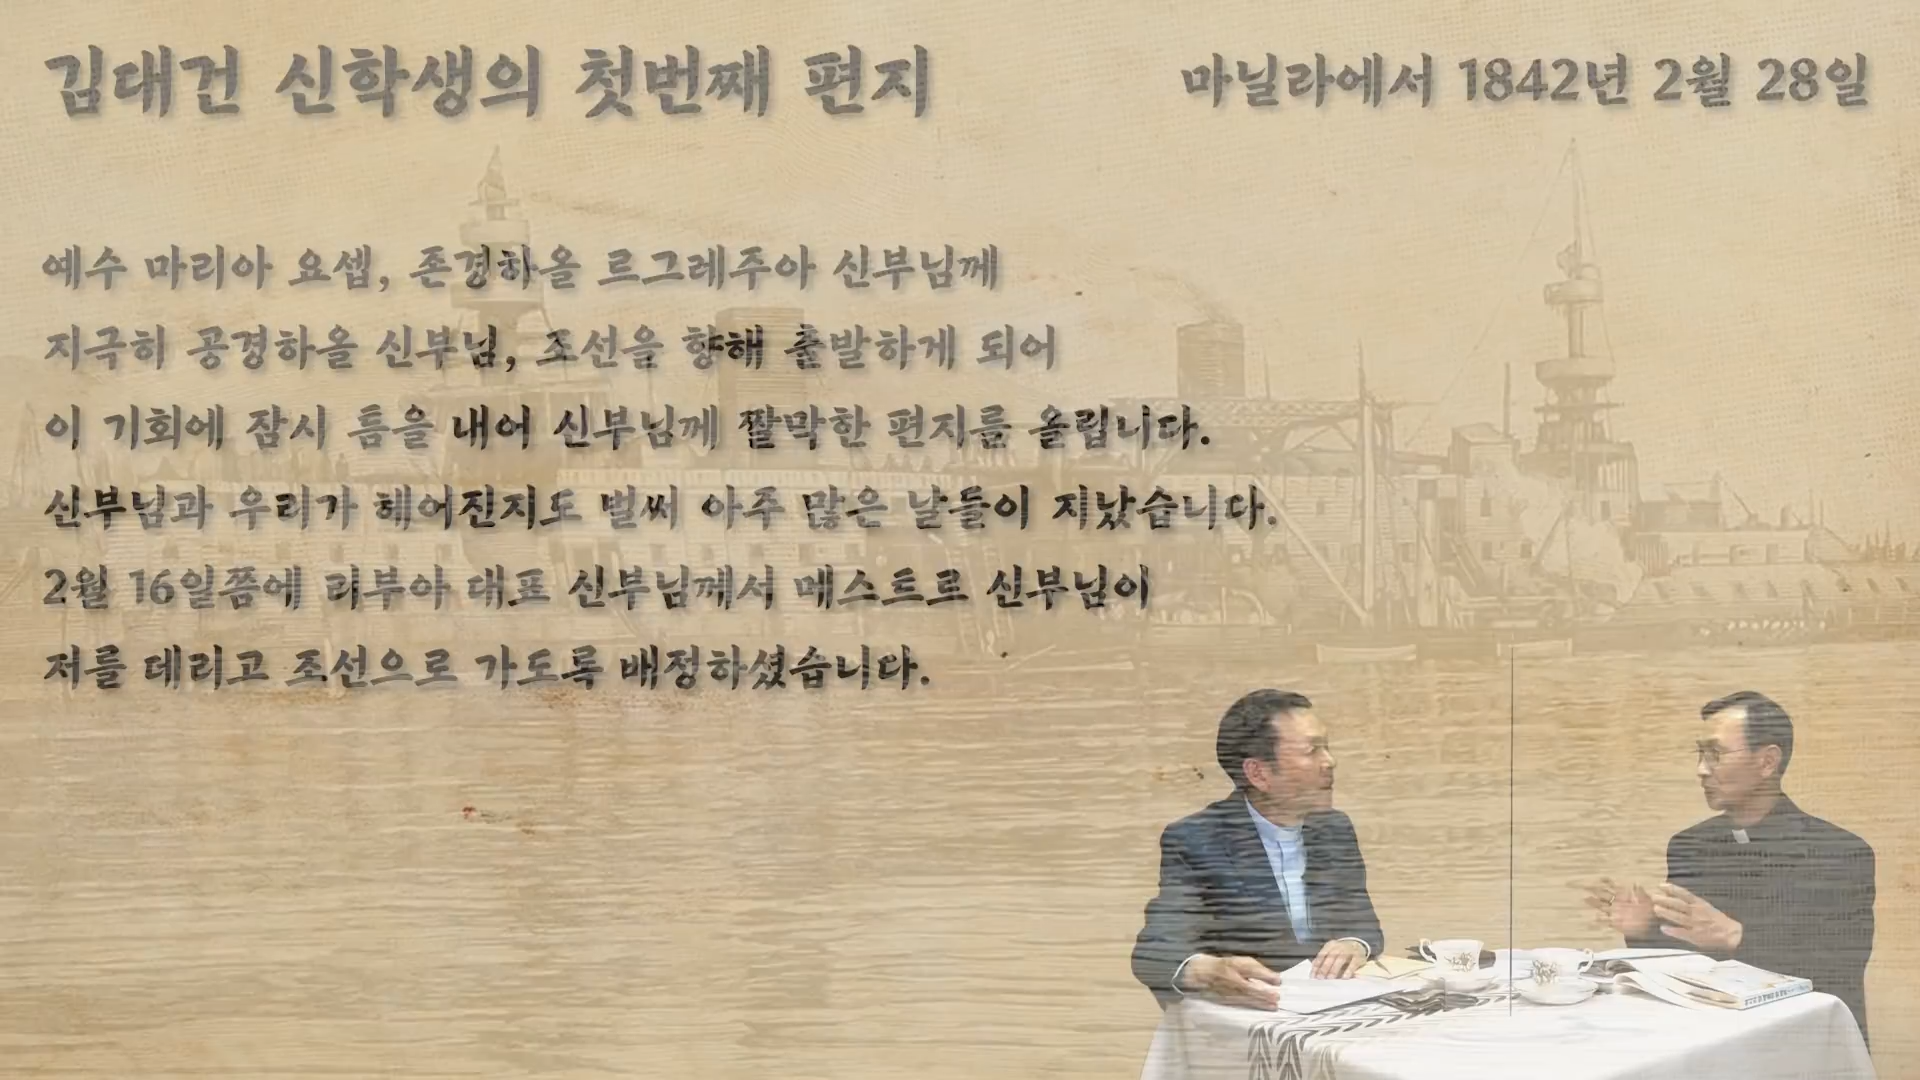 김대건 신학생의 첫번째 편지
마닐라에서 1842년 2월 28일
예수 마리아 요셉, 존경하올 르그레주아 신부님께
지극히 공경하올 신부님, 조선을 향해 출발하게 되어
이 기회에 잠시 틈을 내어 신부님께 짤막한 편지를 올립니다.
신부님과 우리가 헤어진지도 벌써 아주 많은 날들이 지났습니다.
2월 16일쯤에 리부아 대표 신부님께서 메스트르 신부님이
저를 데리고 조선으로 가도록 배정하셨습니다.